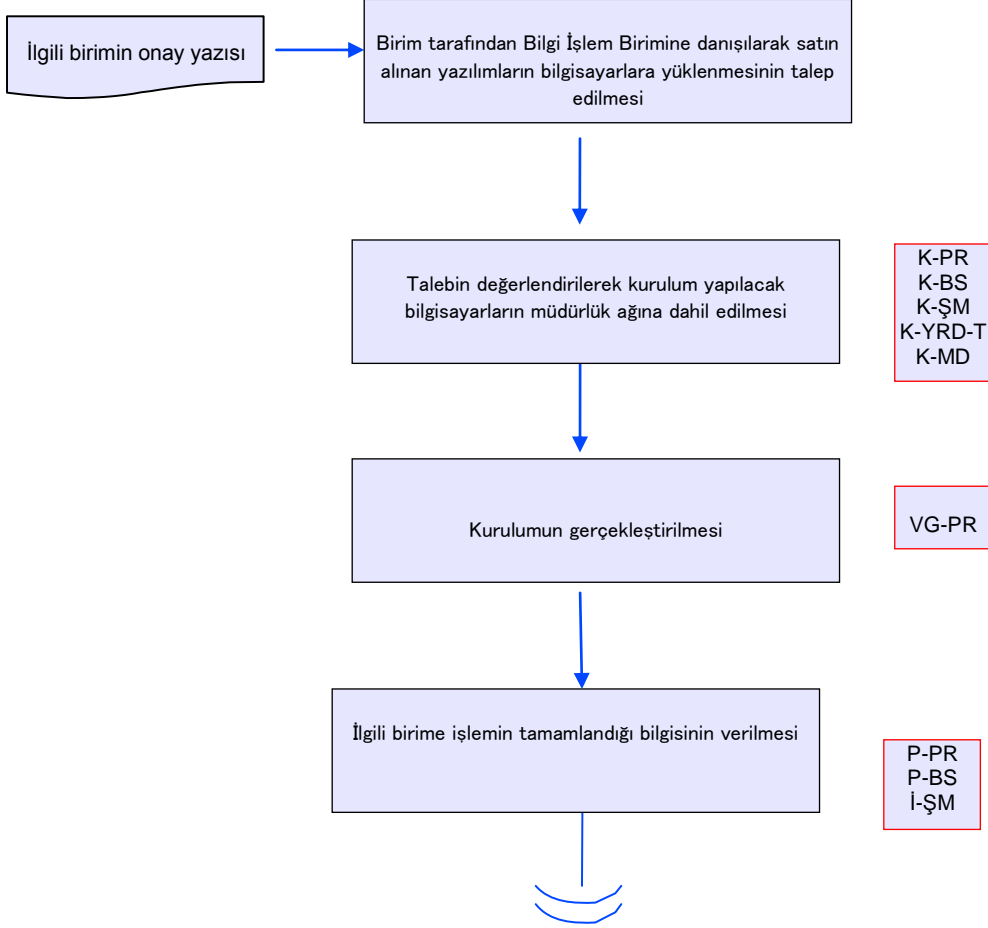 İlgili birimin onay yazısı
Birim tarafından Bilgi İşlem Birimine danışılarak satın
alınan yazılımların bilgisayarlara yüklenmesinin talep
edilmesi
Talebin değerlendirilerek kurulum yapılacak
bilgisayarların müdürlük ağına dahil edilmesi
K-PR
K-BS
K-ŞM
K-YRD-T
K-MD
Kurulumun gerçekleştirilmesi
VG-PR
İlgili birime işlemin tamamlandığı bilgisinin verilmesi
P-PR
P-BS
İ-ŞM